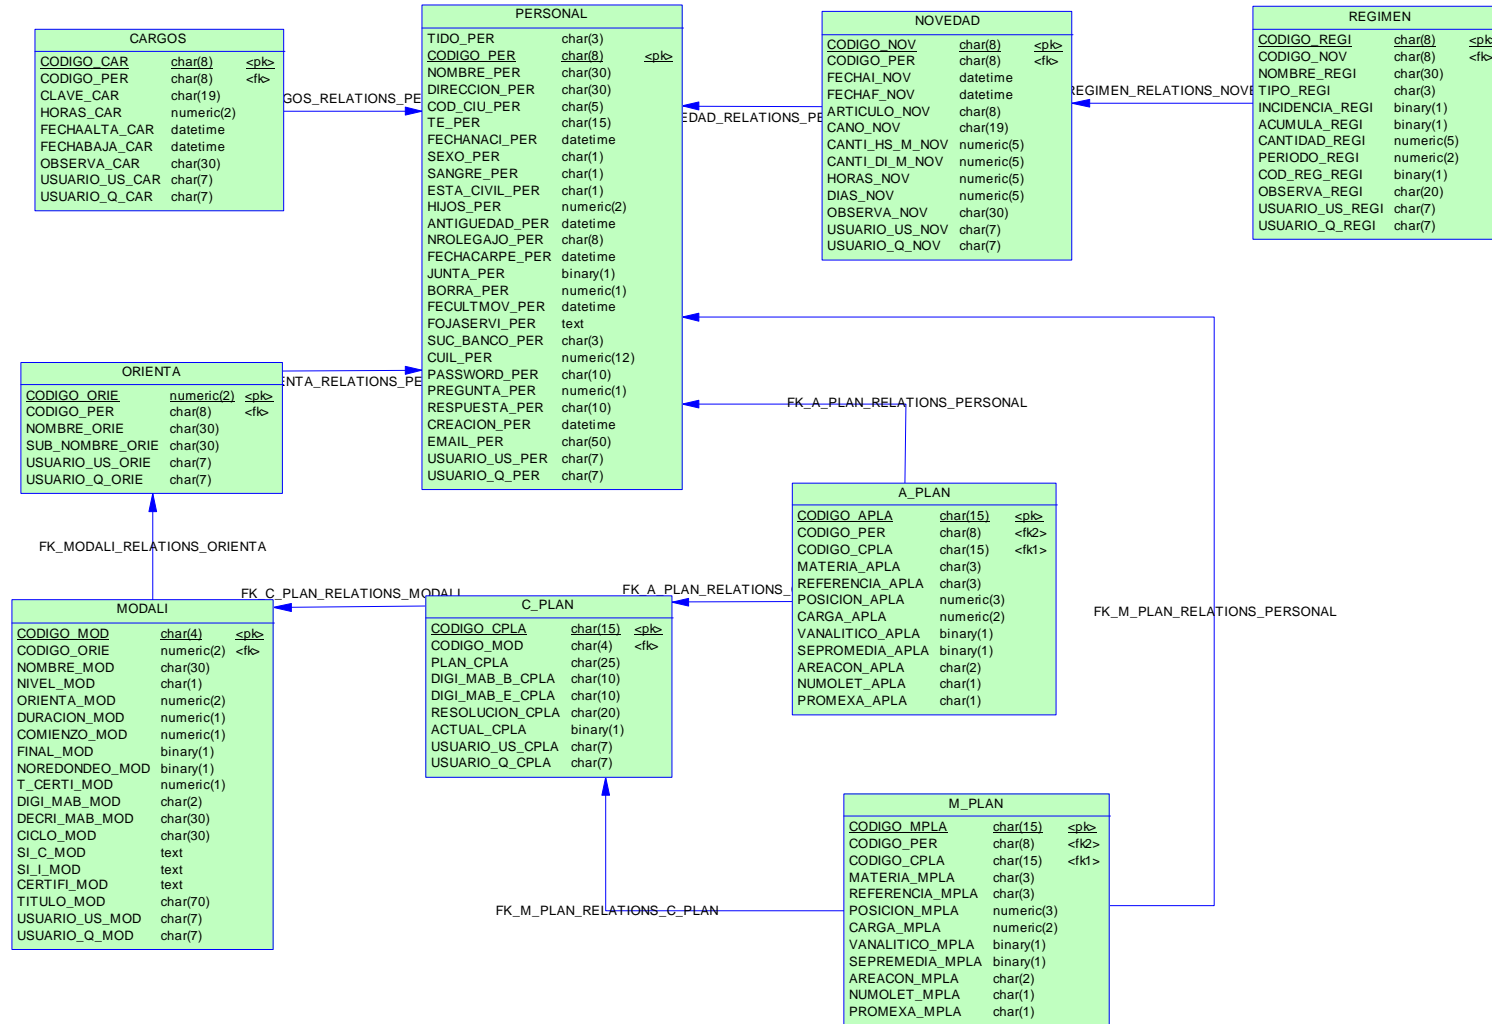 CARGOS
CODIGO_CAR char(8) <pk>
CODIGO_PER char(8) <fk>
CLAVE_CAR char(19)
HORAS_CAR numeric(2)
FECHAALTA_CAR datetime
FECHABAJA_CAR datetime
OBSERVA_CAR char(30)
USUARIO_US_CAR char(7)
USUARIO_Q_CAR char(7)
GOS_RELATIONS_PE
PERSONAL
TIDO_PER char(3)
CODIGO_PER char(8) <pk>
NOMBRE_PER char(30)
DIRECCION_PER char(30)
COD_CIU_PER char(5)
TE_PER char(15)
FECHANACI_PER datetime
SEXO_PER char(1)
SANGRE_PER char(1)
ESTA_CIVIL_PER char(1)
HIJOS_PER numeric(2)
ANTIGUEDAD_PER datetime
NROLEGAJO_PER char(8)
FECHACARPE_PER datetime
JUNTA_PER binary(1)
BORRA_PER numeric(1)
FECULTMOV_PER datetime
FOJASERVI_PER text
SUC_BANCO_PER char(3)
CUIL_PER numeric(12)
PASSWORD_PER char(10)
PREGUNTA_PER numeric(1)
RESPUESTA_PER char(10)
CREACION_PER datetime
EMAIL_PER char(50)
USUARIO_US_PER char(7)
USUARIO_Q_PER char(7)
EDAD_RELATIONS_PE
NOVEDAD
CODIGO_NOV char(8) <pk>
CODIGO_PER char(8) <fk>
FECHAI_NOV datetime
FECHAF_NOV datetime
ARTICULO_NOV char(8)
CANO_NOV char(19)
CANTI_HS_M_NOV numeric(5)
CANTI_DI_M_NOV numeric(5)
HORAS_NOV numeric(5)
DIAS_NOV numeric(5)
OBSERVA_NOV char(30)
USUARIO_US_NOV char(7)
USUARIO_Q_NOV char(7)
REGIMEN_RELATIONS_NOVE
REGIMEN
CODIGO_REGI char(8) <pk>
CODIGO_NOV char(8) <fk>
NOMBRE_REGI char(30)
TIPO_REGI char(3)
INCIDENCIA_REGI binary(1)
ACUMULA_REGI binary(1)
CANTIDAD_REGI numeric(5)
PERIODO_REGI numeric(2)
COD_REG_REGI binary(1)
OBSERVA_REGI char(20)
USUARIO_US_REGI char(7)
USUARIO_Q_REGI char(7)
ORIENTA
CODIGO_ORIE numeric(2) <pk>
CODIGO_PER char(8) <fk>
NOMBRE_ORIE char(30)
SUB_NOMBRE_ORIE char(30)
USUARIO_US_ORIE char(7)
USUARIO_Q_ORIE char(7)
ENTA_RELATIONS_PE
FK_A_PLAN_RELATIONS_PERSONAL
FK_MODALI_RELATIONS_ORIENTA
A_PLAN
CODIGO_APLA char(15) <pk>
CODIGO_PER char(8) <fk2>
CODIGO_CPLA char(15) <fk1>
MATERIA_APLA char(3)
REFERENCIA_APLA char(3)
POSICION_APLA numeric(3)
CARGA_APLA numeric(2)
VANALITICO_APLA binary(1)
SEPROMEDIA_APLA binary(1)
AREACON_APLA char(2)
NUMOLET_APLA char(1)
PROMEXA_APLA char(1)
FK_C_PLAN_RELATIONS_MODALI
FK_A_PLAN_RELATIONS_
FK_M_PLAN_RELATIONS_PERSONAL
MODALI
CODIGO_MOD char(4) <pk>
CODIGO_ORIE numeric(2) <fk>
NOMBRE_MOD char(30)
NIVEL_MOD char(1)
ORIENTA_MOD numeric(2)
DURACION_MOD numeric(1)
COMIENZO_MOD numeric(1)
FINAL_MOD binary(1)
NOREDONDEO_MOD binary(1)
T_CERTI_MOD numeric(1)
DIGI_MAB_MOD char(2)
DECRI_MAB_MOD char(30)
CICLO_MOD char(30)
SI_C_MOD text
SI_I_MOD text
CERTIFI_MOD text
TITULO_MOD char(70)
USUARIO_US_MOD char(7)
USUARIO_Q_MOD char(7)
C_PLAN
CODIGO_CPLA char(15) <pk>
CODIGO_MOD char(4) <fk>
PLAN_CPLA char(25)
DIGI_MAB_B_CPLA char(10)
DIGI_MAB_E_CPLA char(10)
RESOLUCION_CPLA char(20)
ACTUAL_CPLA binary(1)
USUARIO_US_CPLA char(7)
USUARIO_Q_CPLA char(7)
FK_M_PLAN_RELATIONS_C_PLAN
M_PLAN
CODIGO_MPLA char(15) <pk>
CODIGO_PER char(8) <fk2>
CODIGO_CPLA char(15) <fk1>
MATERIA_MPLA char(3)
REFERENCIA_MPLA char(3)
POSICION_MPLA numeric(3)
CARGA_MPLA numeric(2)
VANALITICO_MPLA binary(1)
SEPREMEDIA_MPLA binary(1)
AREACON_MPLA char(2)
NUMOLET_MPLA char(1)
PROMEXA_MPLA char(1)